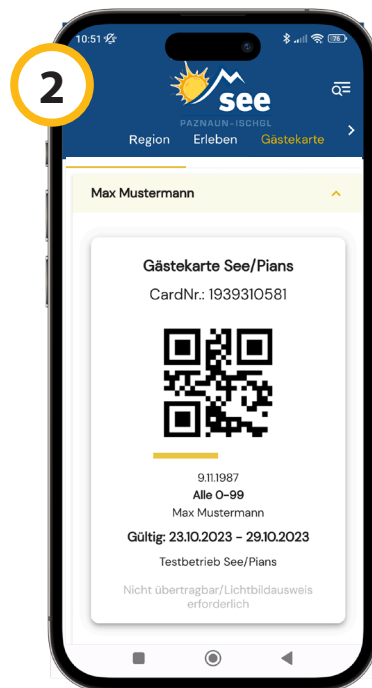 2
10:51
76
see
PAZNAUN-ISCHGL
Region Erleben Gästekarte
Max Mustermann
Gästekarte See/Pians
CardNr.: 1939310581
9.11.1987
Alle 0-99
Max Mustermann
Gültig: 23.10.2023 - 29.10.2023
Testbetrieb See/Pians
Nicht übertragbar/Lichtbildausweis
erforderlich